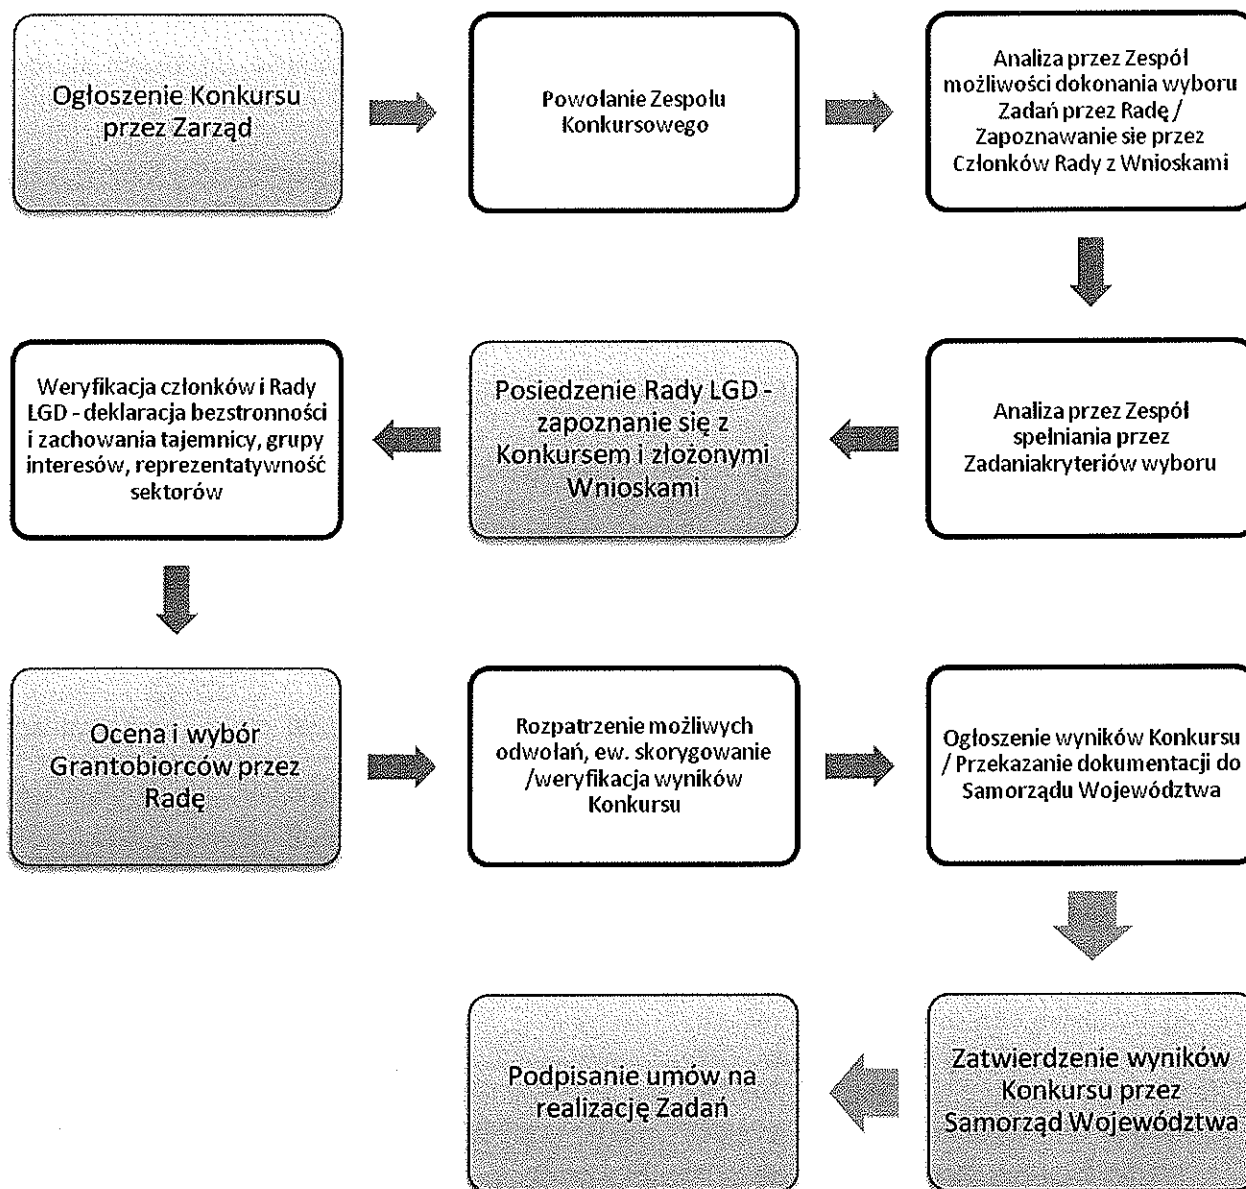 Ogłoszenie Konkursu
przez Zarząd
Powołanie Zespołu
Konkursowego
Analiza przez Zespół
możliwości dokonania wyboru
Zadań przez Radę /
Zapoznawanie sie przez
Członków Rady z Wnioskami
Analiza przez Zespół
spełniania przez
Zadaniakryteriów wyboru
Posiedzenie Rady LGD -
zapoznanie się z
Konkursem i złożonymi
Wnioskami
Weryfikacja członków i Rady
LGD - deklaracja bezstronności
i zachowania tajemnicy, grupy
interesów, reprezentatywność
sektorów
Ocena i wybór
Grantobiorców przez
Radę
Rozpatrzenie możliwych
odwołań, ew. skorygowanie
/weryfikacja wyników
Konkursu
Ogłoszenie wyników Konkursu
/ Przekazanie dokumentacji do
Samorządu Województwa
Zatwierdzenie wyników
Konkursu przez
Samorząd Województwa
Podpisanie umów na
realizację Zadań